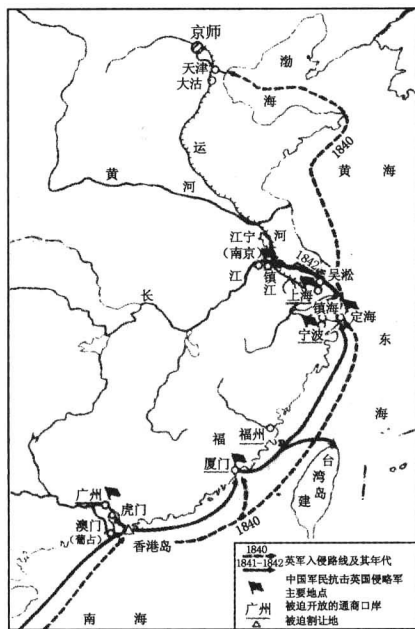 京师
天津
大沽
渤
海
运
河
黄
河
1840
黄 海
江宁
(南京)
1842
吴淞
镇江
上海
长
江
镇海
定海
宁波
东
海
福州
福
建
台湾岛
厦门
广州
虎门
澳门
(葡占)
香港岛
1840
南 海
1840
1841-1842
英军入侵路线及其年代
中国军民抗击英国侵略军
主要地点
广州
被迫开放的通商口岸
被迫割让地